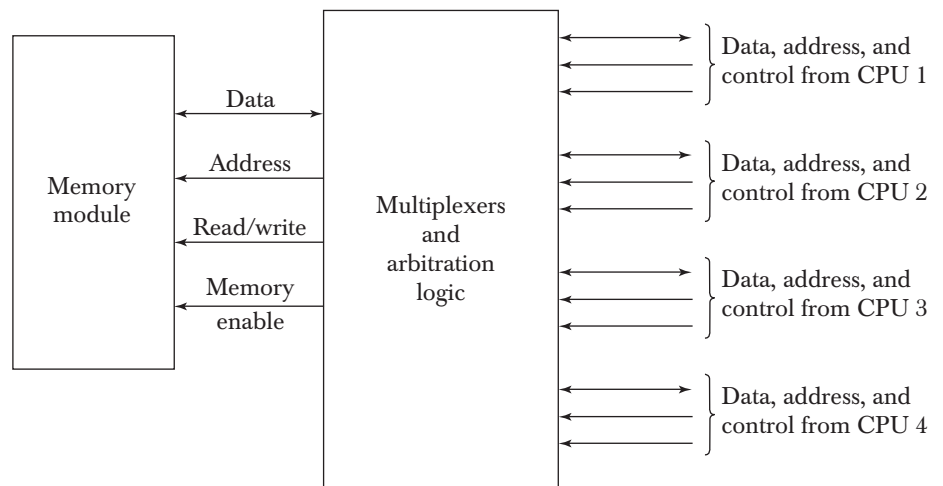 Memory
module
Data
Address
Read/write
Memory
enable
Multiplexers
and
arbitration
logic
Data, address, and
control from CPU 1
Data, address, and
control from CPU 2
Data, address, and
control from CPU 3
Data, address, and
control from CPU 4